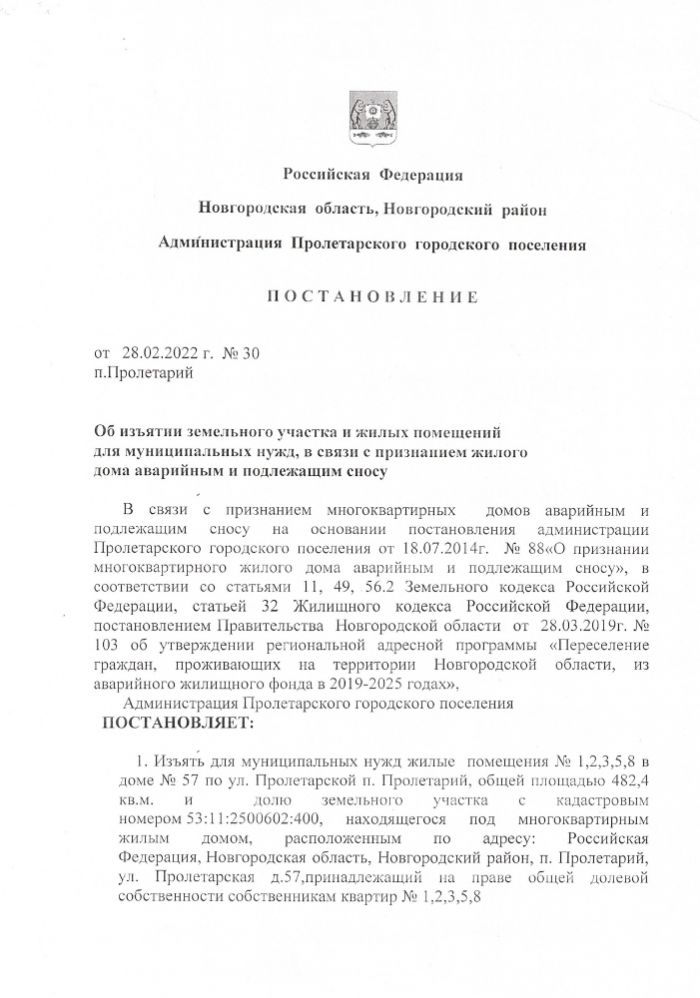 Российская Федерация
Новгородская область, Новгородский район
Администрация Пролетарского городского поселения
ПОСТАНОВЛЕНИЕ
от 28.02.2022 г. № 30
п.Пролетарий
Об изъятии земельного участка и жилых помещений
для муниципальных нужд, в связи с признанием жилого
дома аварийным и подлежащим сносу
В связи с признанием многоквартирных домов аварийным и
подлежащим сносу на основании постановления администрации
Пролетарского городского поселения от 18.07.2014г. № 88«О признании
многоквартирного жилого дома аварийным и подлежащим сносу», в
соответствии со статьями 11, 49, 56.2 Земельного кодекса Российской
Федерации, статьей 32 Жилищного кодекса Российской Федерации,
постановлением Правительства Новгородской области от 28.03.2019г. №
103 об утверждении региональной адресной программы «Переселение
граждан, проживающих на территории Новгородской области, из
аварийного жилищного фонда в 2019-2025 годах»,
Администрация Пролетарского городского поселения
ПОСТАНОВЛЯЕТ:
1. Изъять для муниципальных нужд жилые помещения № 1,2,3,5,8 в
доме № 57 по ул. Пролетарской п. Пролетарий, общей площадью 482,4
кв.м. и долю земельного участка с кадастровым
номером 53:11:2500602:400, находящегося под многоквартирным
жилым домом, расположенным по адресу: Российская
Федерация, Новгородская область, Новгородский район, п. Пролетарий,
ул. Пролетарская д.57,принадлежащий на праве общей долевой
собственности собственникам квартир № 1,2,3,5,8